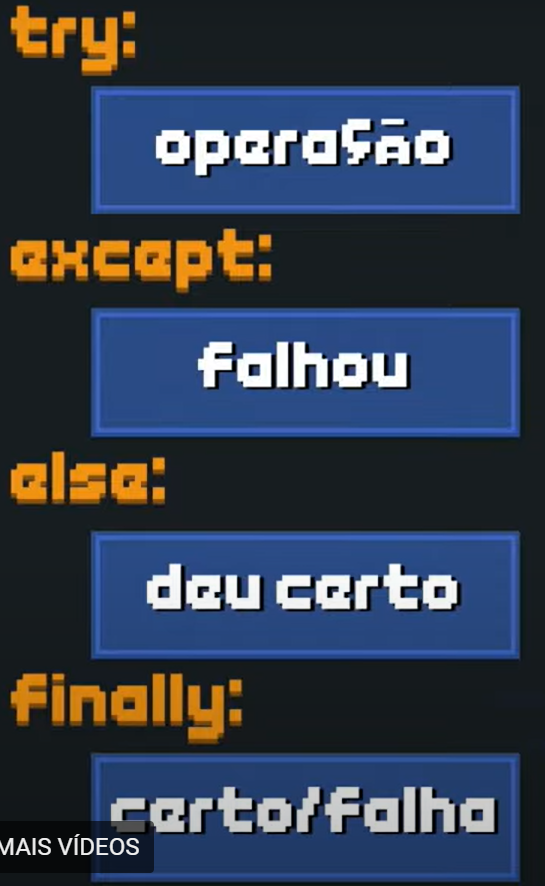 try:
operação
except:
falhou
else:
deu certo
finally:
certo/falha
MAIS VÍDEOS